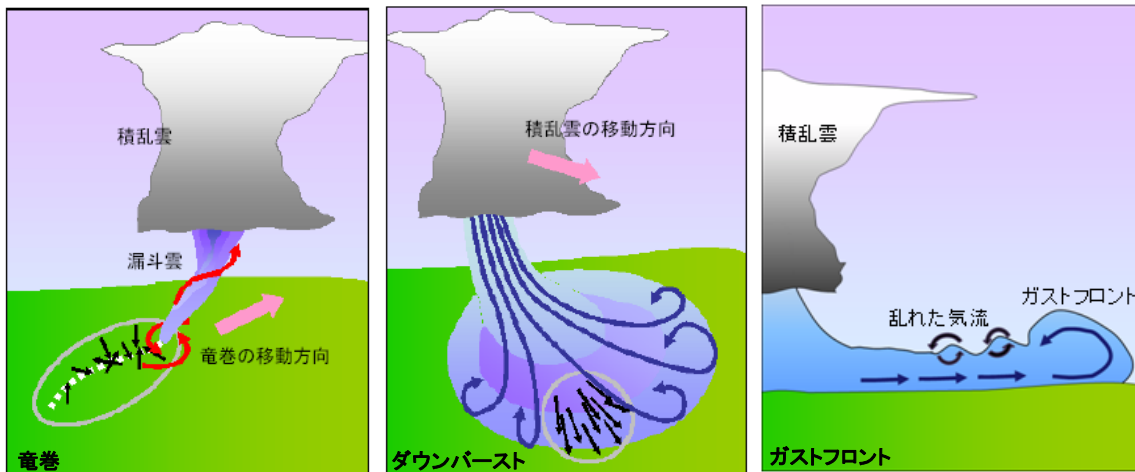 積乱雲
漏斗雲
竜巻の移動方向
竜巻
積乱雲の移動方向
ダウンバースト
積乱雲
ガストフロント
乱れた気流
ガストフロント